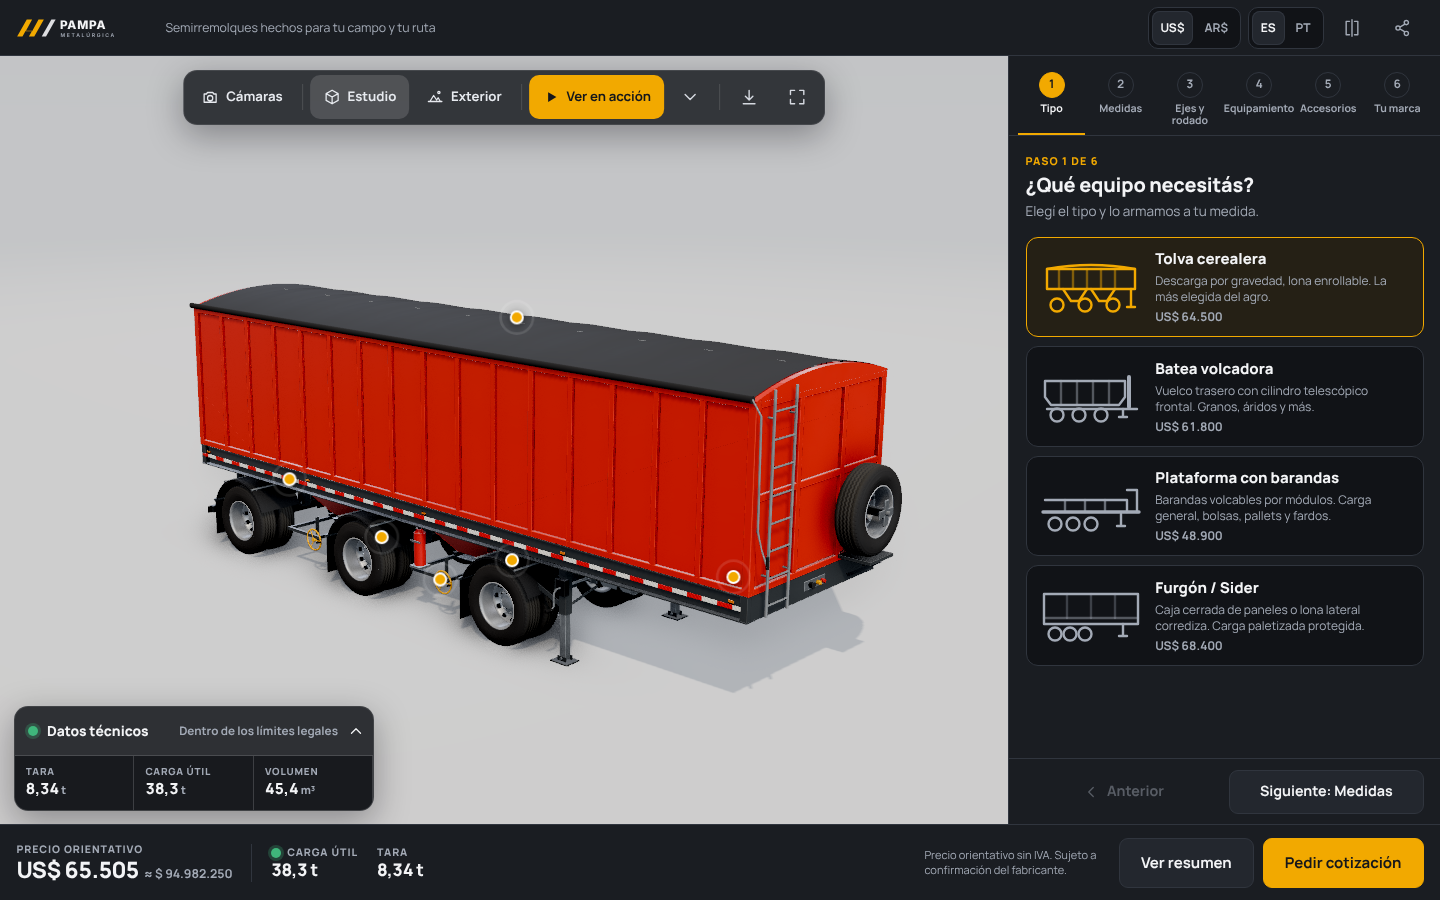 PAMPA
METALÚRGICA
Semirremolques hechos para tu campo y tu ruta
US$ AR$
ES PT
Cámaras
Estudio
Exterior
Ver en acción
1 2 3 4 5 6
Tipo
Medidas
Ejes y
rodado
Equipamiento
Accesorios
Tu marca
PASO 1 DE 6
¿Qué equipo necesitás?
Elegí el tipo y lo armamos a tu medida.
Tolva cerealera
Descarga por gravedad, lona enrollable. La
más elegida del agro.
US$ 64.500
Batea volcadora
Vuelco trasero con cilindro telescópico
frontal. Granos, áridos y más.
US$ 61.800
Plataforma con barandas
Barandas volcables por módulos. Carga
general, bolsas, pallets y fardos.
US$ 48.900
Furgón / Sider
Caja cerrada de paneles o lona lateral
corrediza. Carga paletizada protegida.
US$ 68.400
Anterior
Siguiente: Medidas
Datos técnicos
Dentro de los límites legales
TARA
8,34 t
CARGA ÚTIL
38,3 t
VOLUMEN
45,4 m³
PRECIO ORIENTATIVO
US$ 65.505 ≈ $ 94.982.250
CARGA ÚTIL
38,3 t
TARA
8,34 t
Precio orientativo sin IVA. Sujeto a
confirmación del fabricante.
Ver resumen
Pedir cotización